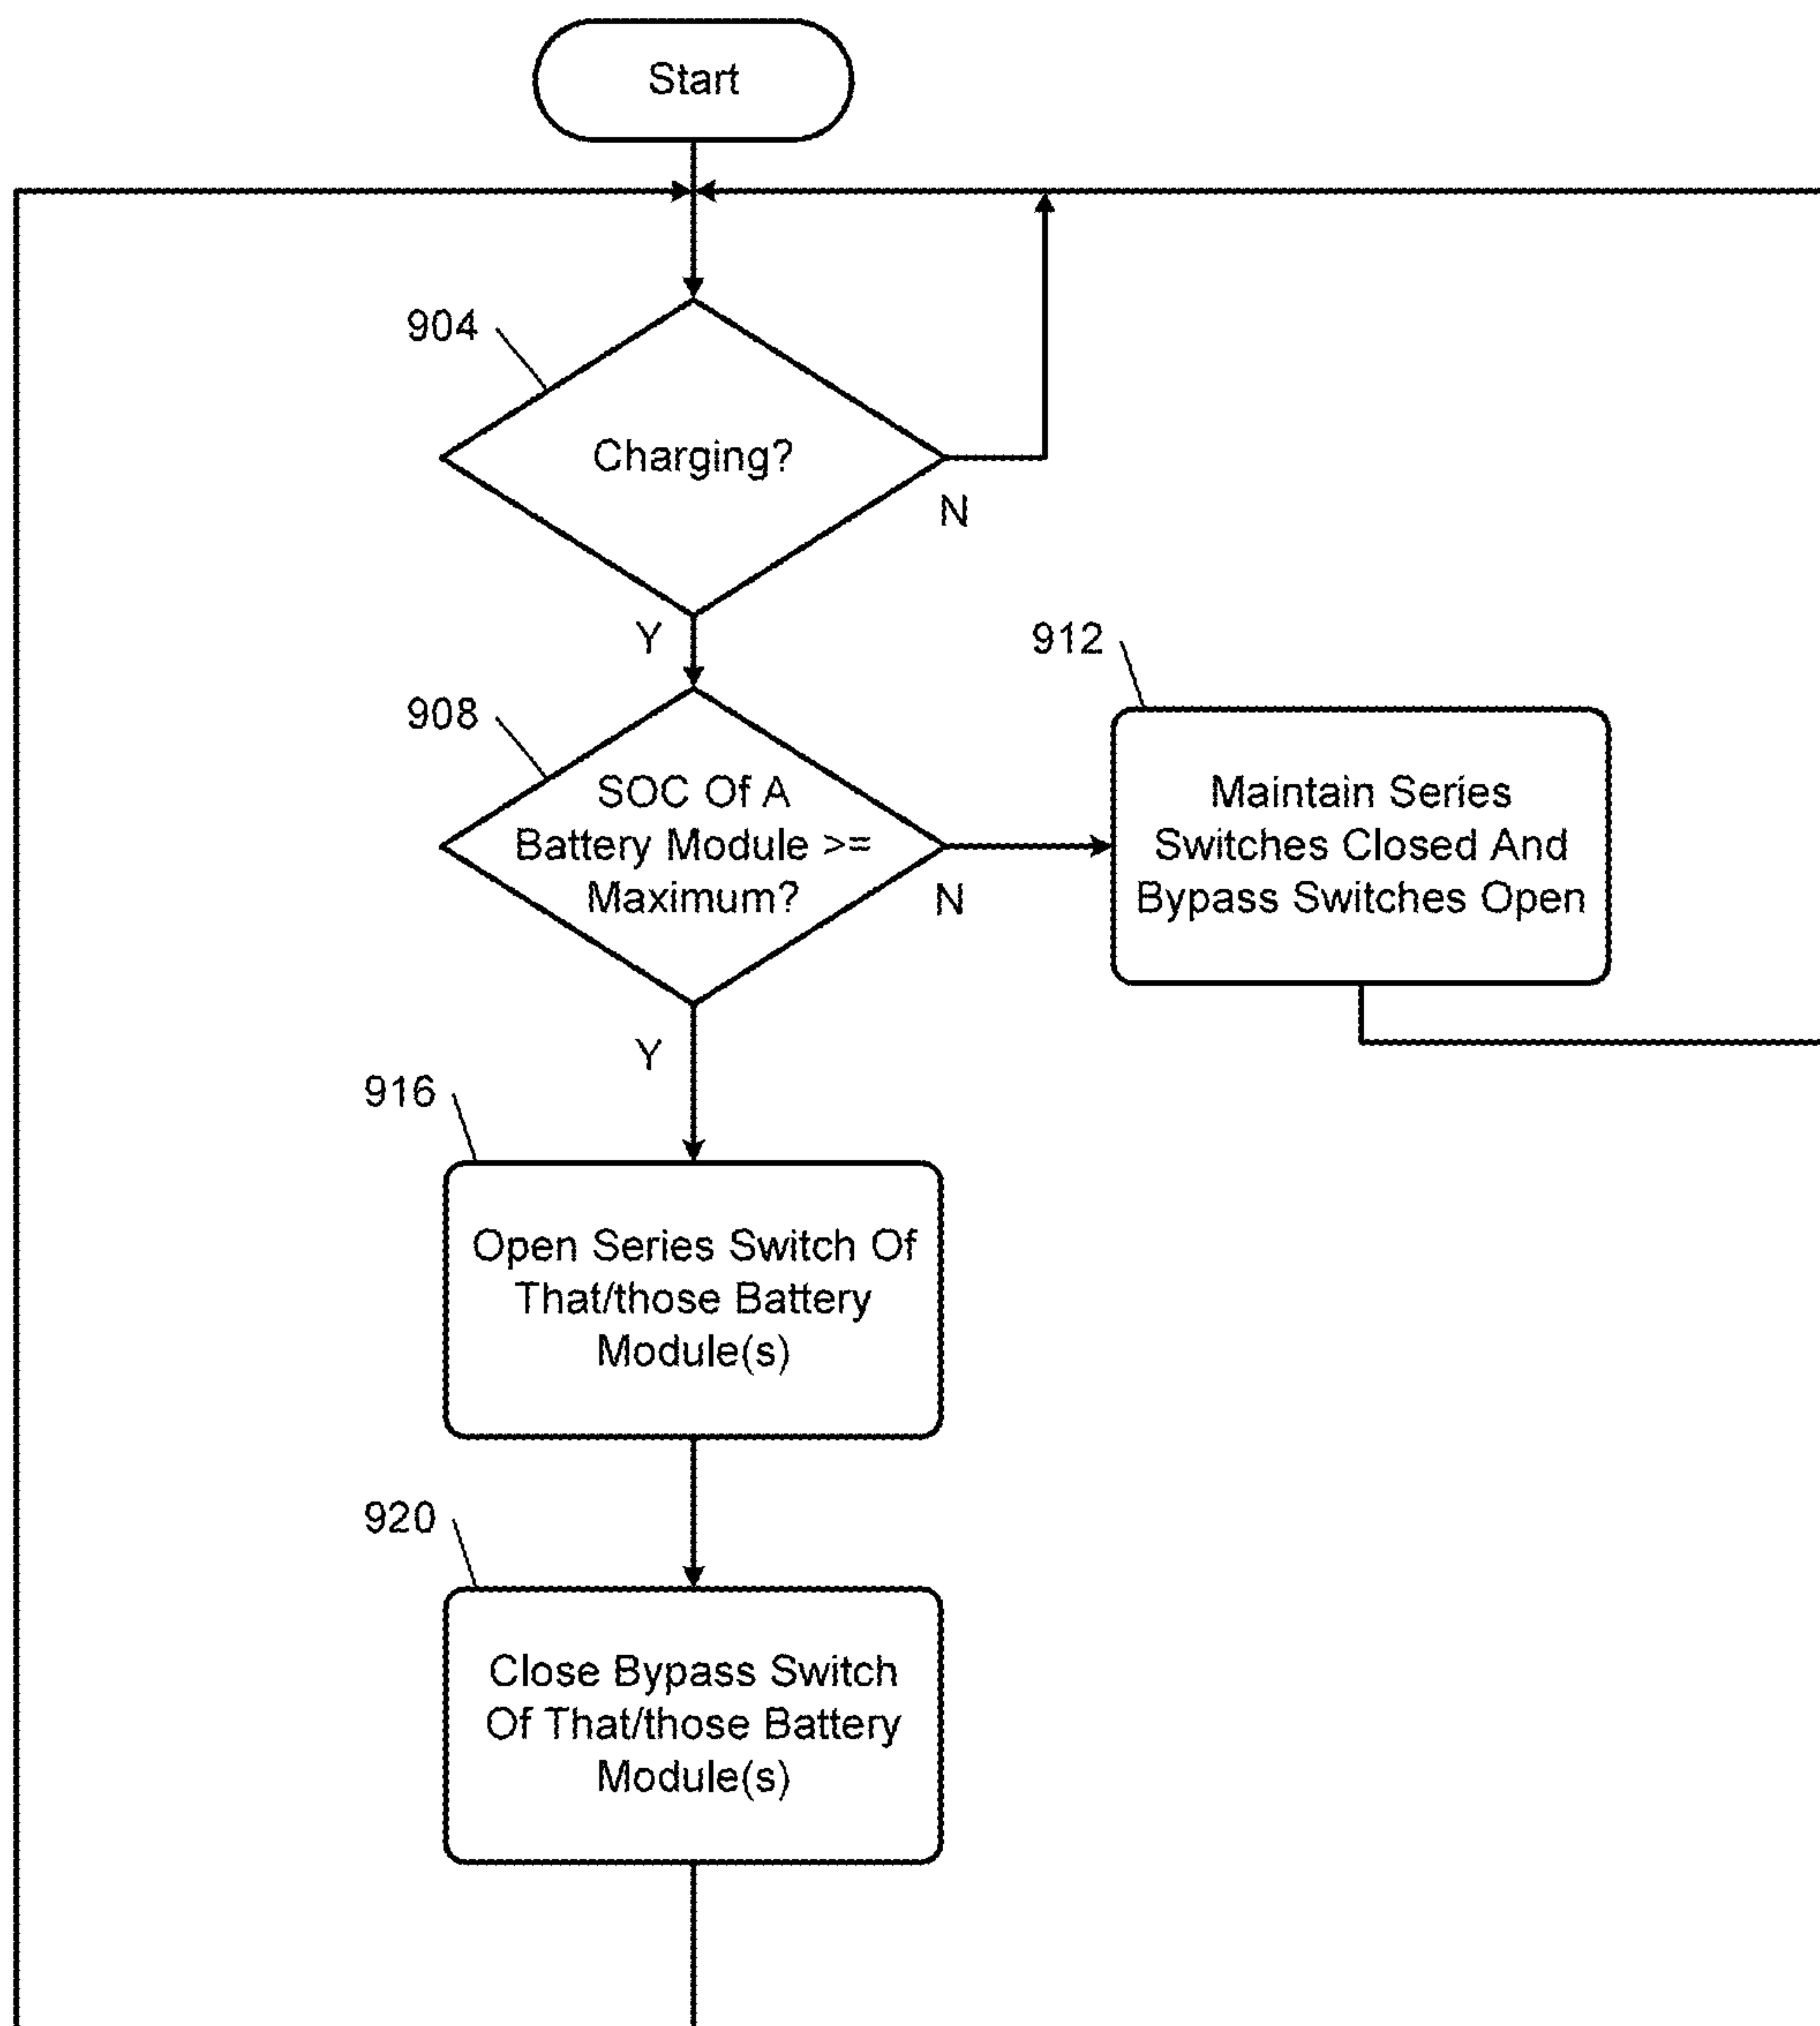 Start
904
Charging?
N
Y
908
SOC Of A
Battery Module >=
Maximum?
N
912
Maintain Series
Switches Closed And
Bypass Switches Open
Y
916
Open Series Switch Of
That/those Battery
Module(s)
920
Close Bypass Switch
Of That/those Battery
Module(s)